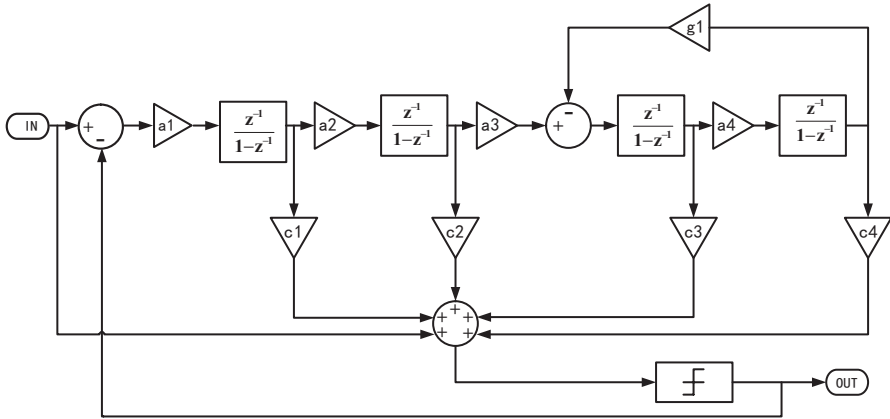 g1
IN
+
-
a1
z⁻¹
1-z⁻¹
a2
z⁻¹
1-z⁻¹
a3
+
-
z⁻¹
1-z⁻¹
a4
z⁻¹
1-z⁻¹
c1
c2
c3
c4
+ + +
+ +
OUT